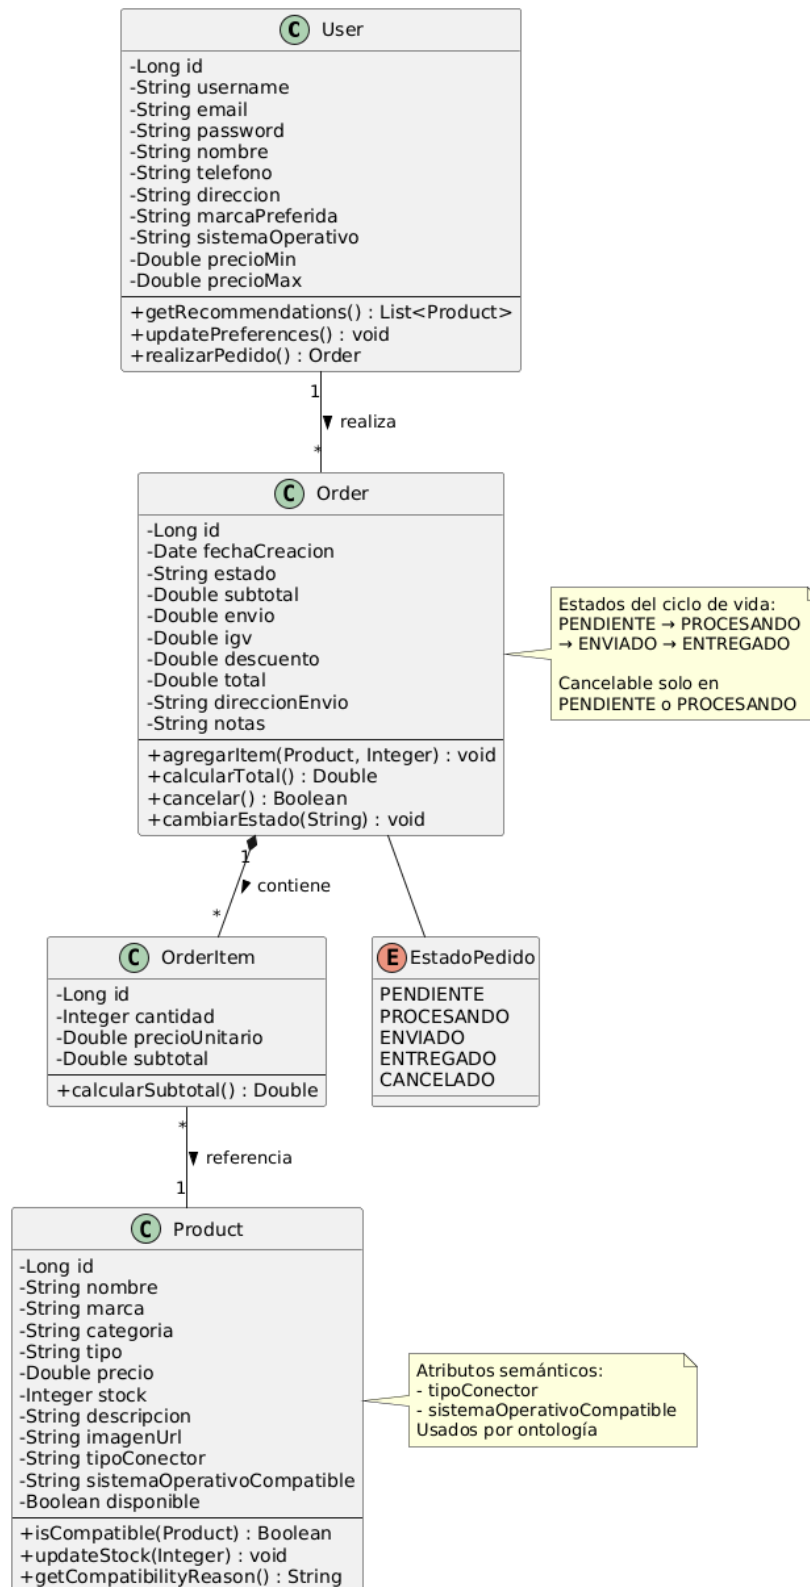 C User
-Long id
-String username
-String email
-String password
-String nombre
-String telefono
-String direccion
-String marcaPreferida
-String sistemaOperativo
-Double precioMin
-Double precioMax
+getRecommendations() : List<Product>
+updatePreferences() : void
+realizarPedido() : Order
1
realiza
*
C Order
-Long id
-Date fechaCreacion
-String estado
-Double subtotal
-Double envio
-Double igv
-Double descuento
-Double total
-String direccionEnvio
-String notas
+agregarItem(Product, Integer) : void
+calcularTotal() : Double
+cancelar() : Boolean
+cambiarEstado(String) : void
Estados del ciclo de vida:
PENDIENTE → PROCESANDO
→ ENVIADO → ENTREGADO
Cancelable solo en
PENDIENTE o PROCESANDO
1
contiene
*
C OrderItem
-Long id
-Integer cantidad
-Double precioUnitario
-Double subtotal
+calcularSubtotal() : Double
E EstadoPedido
PENDIENTE
PROCESANDO
ENVIADO
ENTREGADO
CANCELADO
*
referencia
1
C Product
-Long id
-String nombre
-String marca
-String categoria
-String tipo
-Double precio
-Integer stock
-String descripcion
-String imagenUrl
-String tipoConector
-String sistemaOperativoCompatible
-Boolean disponible
+isCompatible(Product) : Boolean
+updateStock(Integer) : void
+getCompatibilityReason() : String
Atributos semánticos:
- tipoConector
- sistemaOperativoCompatible
Usados por ontología